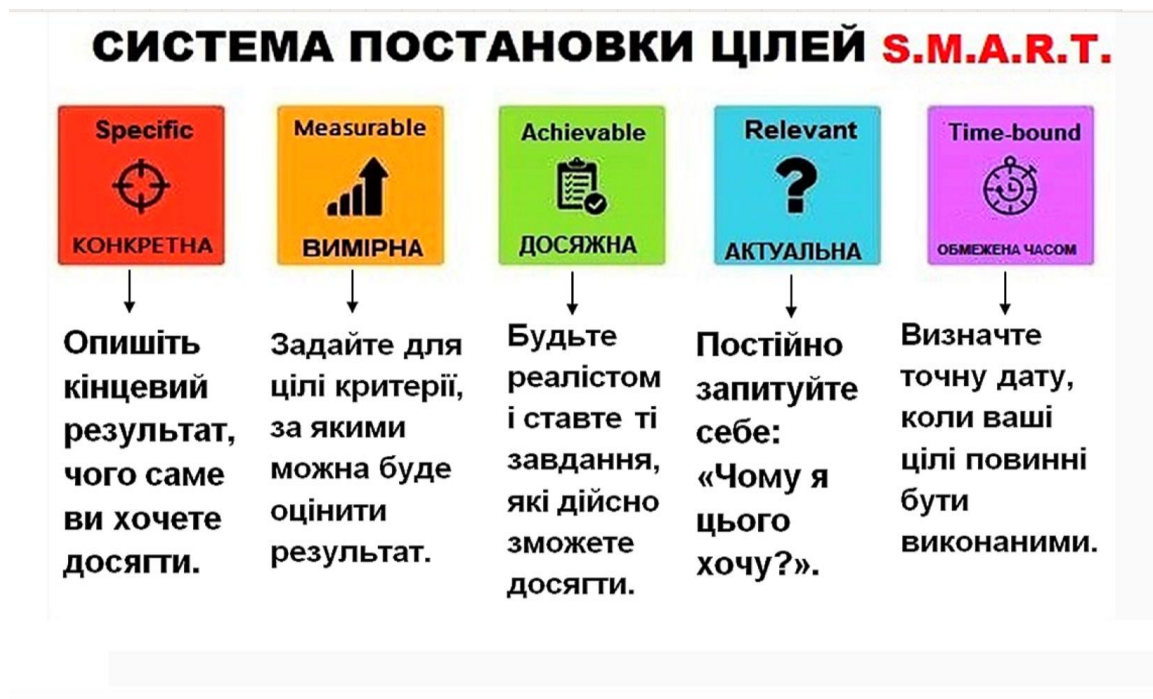 СИСТЕМА ПОСТАНОВКИ ЦІЛЕЙ S.M.A.R.T.
Specific
КОНКРЕТНА
Опишіть
кінцевий
результат,
чого саме
ви хочете
досягти.
Measurable
ВИМІРНА
Задайте для
цілі критерії,
за якими
можна буде
оцінити
результат.
Achievable
ДОСЯЖНА
Будьте
реалістом
і ставте ті
завдання,
які дійсно
зможете
досягти.
Relevant
?
АКТУАЛЬНА
Постійно
запитуйте
себе:
«Чому я
цього
хочу?».
Time-bound
ОБМЕЖЕНА ЧАСОМ
Визначте
точну дату,
коли ваші
цілі повинні
бути
виконаними.